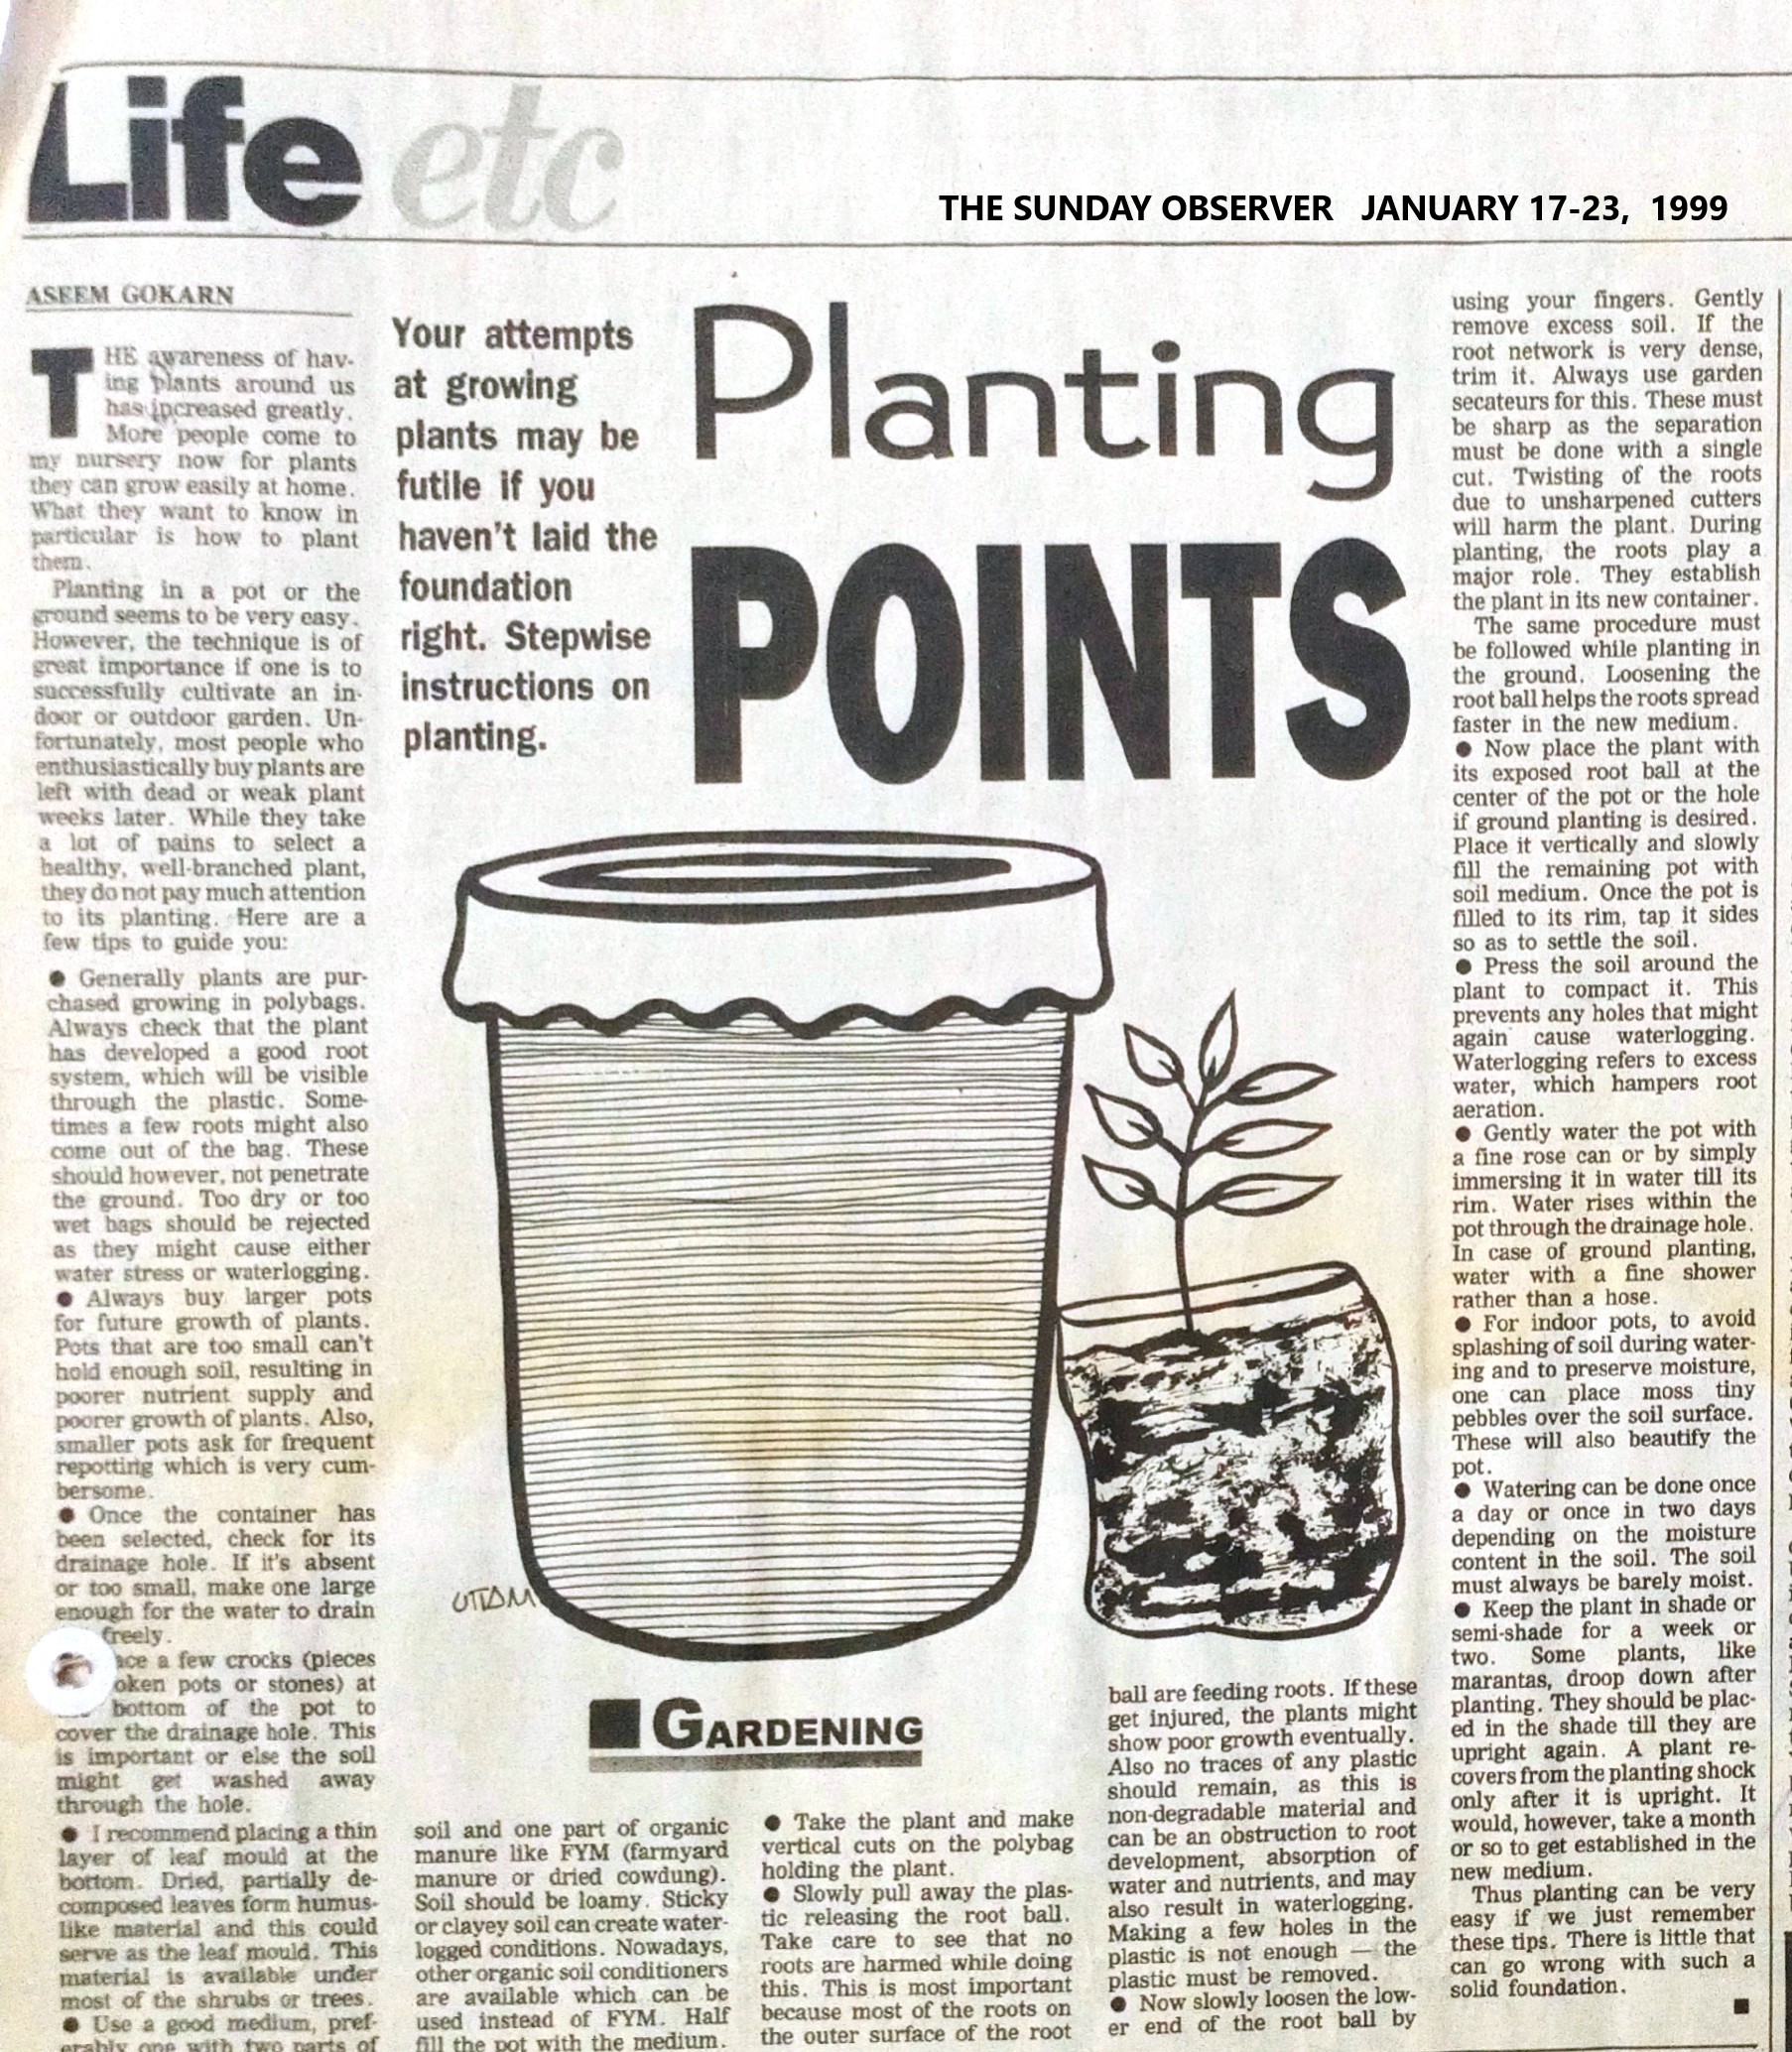 Life etc
THE SUNDAY OBSERVER JANUARY 17-23, 1999
ASEEM GOKARN
Your attempts
at growing
plants may be
futile if you
haven't laid the
foundation
right. Stepwise
instructions on
planting.
Planting
POINTS
THE awareness of hav-
ing plants around us
has increased greatly.
More people come to
my nursery now for plants
they can grow easily at home.
What they want to know in
particular is how to plant
them.
Planting in a pot or the
ground seems to be very easy.
However, the technique is of
great importance if one is to
successfully cultivate an in-
door or outdoor garden. Un-
fortunately, most people who
enthusiastically buy plants are
left with dead or weak plant
weeks later. While they take
a lot of pains to select a
healthy, well-branched plant,
they do not pay much attention
to its planting. Here are a
few tips to guide you:
● Generally plants are pur-
chased growing in polybags.
Always check that the plant
has developed a good root
system, which will be visible
through the plastic. Some-
times a few roots might also
come out of the bag. These
should however, not penetrate
the ground. Too dry or too
wet bags should be rejected
as they might cause either
water stress or waterlogging.
● Always buy larger pots
for future growth of plants.
Pots that are too small can't
hold enough soil, resulting in
poorer nutrient supply and
poorer growth of plants. Also,
smaller pots ask for frequent
repotting which is very cum-
bersome.
● Once the container has
been selected, check for its
drainage hole. If it's absent
or too small, make one large
enough for the water to drain
freely.
ace a few crocks (pieces
oken pots or stones) at
bottom of the pot to
cover the drainage hole. This
is important or else the soil
might get washed away
through the hole.
● I recommend placing a thin
layer of leaf mould at the
bottom. Dried, partially de-
composed leaves form humus-
like material and this could
serve as the leaf mould. This
material is available under
most of the shrubs or trees.
● Use a good medium, pref-
erably one with two parts of
UTTAM
■ GARDENING
soil and one part of organic
manure like FYM (farmyard
manure or dried cowdung).
Soil should be loamy. Sticky
or clayey soil can create water-
logged conditions. Nowadays,
other organic soil conditioners
are available which can be
used instead of FYM. Half
fill the pot with the medium.
● Take the plant and make
vertical cuts on the polybag
holding the plant.
● Slowly pull away the plas-
tic releasing the root ball.
Take care to see that no
roots are harmed while doing
this. This is most important
because most of the roots on
the outer surface of the root
ball are feeding roots. If these
get injured, the plants might
show poor growth eventually.
Also no traces of any plastic
should remain, as this is
non-degradable material and
can be an obstruction to root
development, absorption of
water and nutrients, and may
also result in waterlogging.
Making a few holes in the
plastic is not enough — the
plastic must be removed.
● Now slowly loosen the low-
er end of the root ball by
using your fingers. Gently
remove excess soil. If the
root network is very dense,
trim it. Always use garden
secateurs for this. These must
be sharp as the separation
must be done with a single
cut. Twisting of the roots
due to unsharpened cutters
will harm the plant. During
planting, the roots play a
major role. They establish
the plant in its new container.
The same procedure must
be followed while planting in
the ground. Loosening the
root ball helps the roots spread
faster in the new medium.
● Now place the plant with
its exposed root ball at the
center of the pot or the hole
if ground planting is desired.
Place it vertically and slowly
fill the remaining pot with
soil medium. Once the pot is
filled to its rim, tap it sides
so as to settle the soil.
● Press the soil around the
plant to compact it. This
prevents any holes that might
again cause waterlogging.
Waterlogging refers to excess
water, which hampers root
aeration.
● Gently water the pot with
a fine rose can or by simply
immersing it in water till its
rim. Water rises within the
pot through the drainage hole.
In case of ground planting,
water with a fine shower
rather than a hose.
● For indoor pots, to avoid
splashing of soil during water-
ing and to preserve moisture,
one can place moss tiny
pebbles over the soil surface.
These will also beautify the
pot.
● Watering can be done once
a day or once in two days
depending on the moisture
content in the soil. The soil
must always be barely moist.
● Keep the plant in shade or
semi-shade for a week or
two. Some plants, like
marantas, droop down after
planting. They should be plac-
ed in the shade till they are
upright again. A plant re-
covers from the planting shock
only after it is upright. It
would, however, take a month
or so to get established in the
new medium.
Thus planting can be very
easy if we just remember
these tips. There is little that
can go wrong with such a
solid foundation.